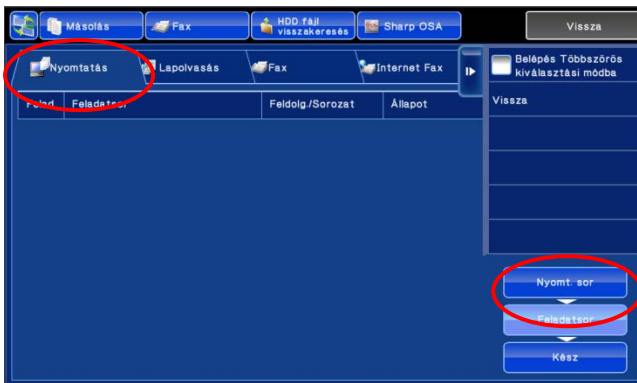 Másolás
Fax
HDD fájl
visszakeresés
Sharp OSA
Vissza
Nyomtatás
Lapolvasás
Fax
Internet Fax
Belépés Többszörös
kiválasztási módba
Felad
Feladatsor
Feldolg./Sorozat
Állapot
Vissza
Nyomt. sor
Feladatsor
Kész